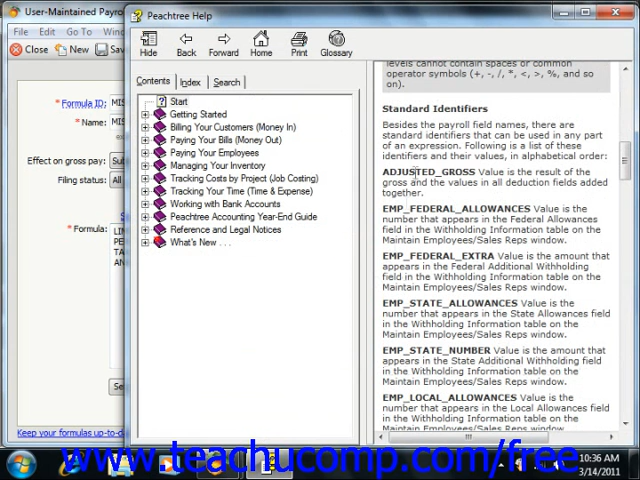 User-Maintained Payro
File Edit Go To Win
Close New Sav
* Formula ID: MIS
* Name: MIS
Effect on gross pay: Sub
Filing status: All
* Formula: LIM
PE
TA
AN
Keep your formulas up-to-d
Peachtree Help
Hide Back Forward Home Print Glossary
Contents Index Search
Start
Getting Started
Billing Your Customers (Money In)
Paying Your Bills (Money Out)
Paying Your Employees
Managing Your Inventory
Tracking Costs by Project (Job Costing)
Tracking Your Time (Time & Expense)
Working with Bank Accounts
Peachtree Accounting Year-End Guide
Reference and Legal Notices
What's New . . .
levels cannot contain spaces or common
operator symbols (+, -, /, *, <, >, %, and so
on).
Standard Identifiers
Besides the payroll field names, there are
standard identifiers that can be used in any part
of an expression. Following is a list of these
identifiers and their values, in alphabetical order:
ADJUSTED_GROSS Value is the result of the
gross and the values in all deduction fields added
together.
EMP_FEDERAL_ALLOWANCES Value is the
number that appears in the Federal Allowances
field in the Withholding Information table on the
Maintain Employees/Sales Reps window.
EMP_FEDERAL_EXTRA Value is the amount that
appears in the Federal Additional Withholding
field in the Withholding Information table on the
Maintain Employees/Sales Reps window.
EMP_STATE_ALLOWANCES Value is the
number that appears in the State Allowances field
in the Withholding Information table on the
Maintain Employees/Sales Reps window.
EMP_STATE_NUMBER Value is the amount that
appears in the State Additional Withholding field
in the Withholding Information table on the
Maintain Employees/Sales Reps window.
EMP_LOCAL_ALLOWANCES Value is the
number that appears in the Local Allowances field
in the Withholding Information table on the
www.teachucomp.com/free
10:36 AM
3/14/2011